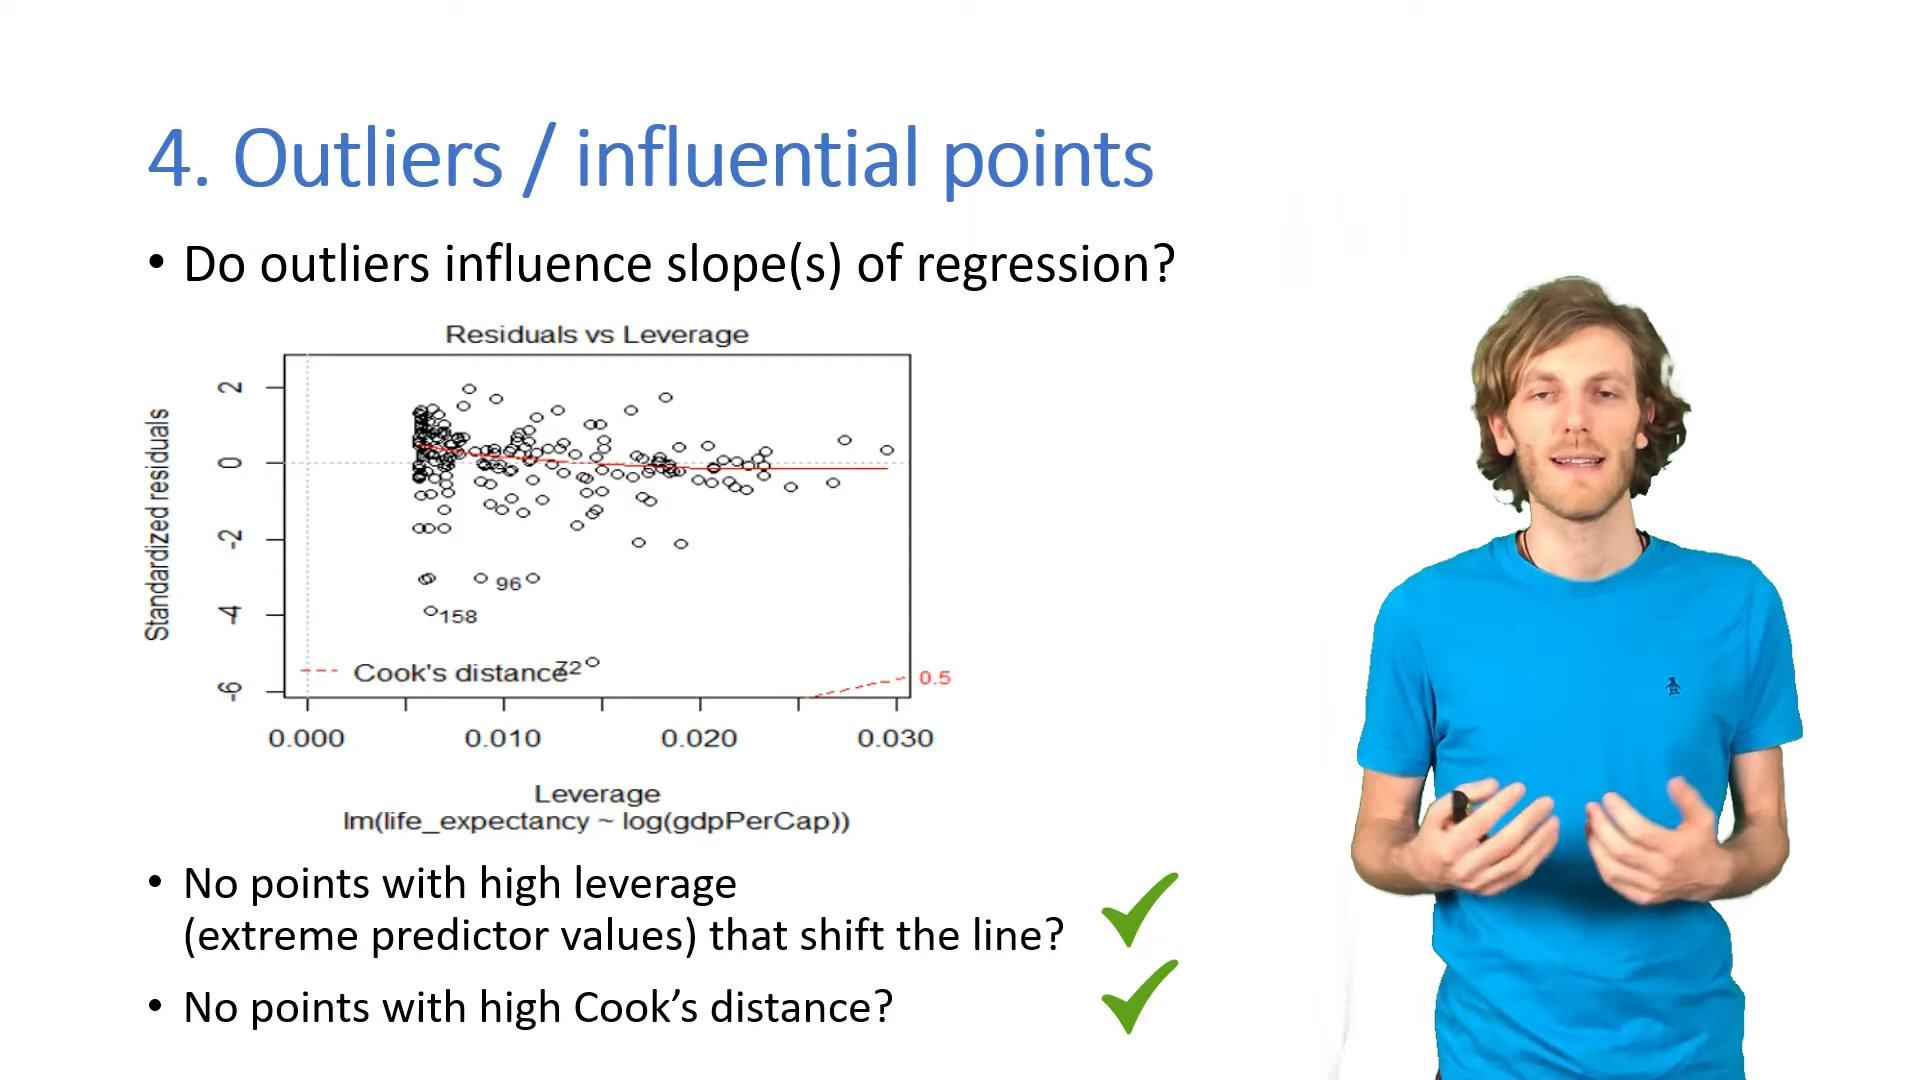 4. Outliers / influential points
• Do outliers influence slope(s) of regression?
Residuals vs Leverage
Standardized residuals
2
0
-2
-4
-6
96
158
72
Cook's distance
0.5
0.000 0.010 0.020 0.030
Leverage
lm(life_expectancy ~ log(gdpPerCap))
• No points with high leverage
(extreme predictor values) that shift the line?
• No points with high Cook’s distance?